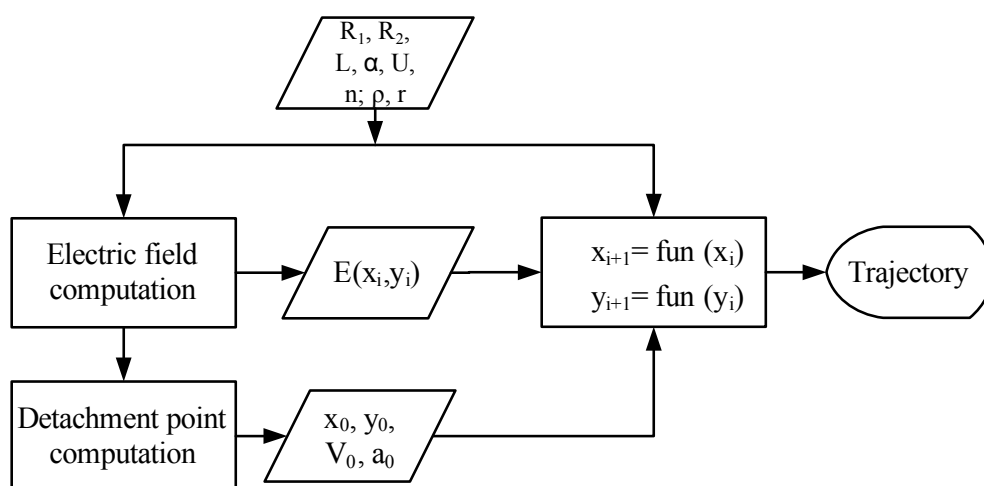 R₁, R₂,
L, α, U,
n; ρ, r
Electric field
computation
E(xᵢ,yᵢ)
xᵢ₊₁= fun (xᵢ)
yᵢ₊₁= fun (yᵢ)
Trajectory
Detachment point
computation
x₀, y₀,
V₀, a₀